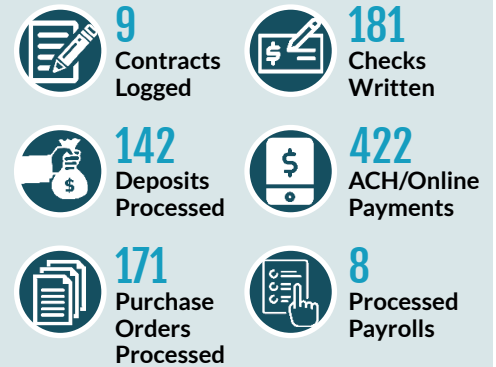 9
Contracts
Logged
181
Checks
Written
142
Deposits
Processed
422
ACH/Online
Payments
171
Purchase
Orders
Processed
8
Processed
Payrolls